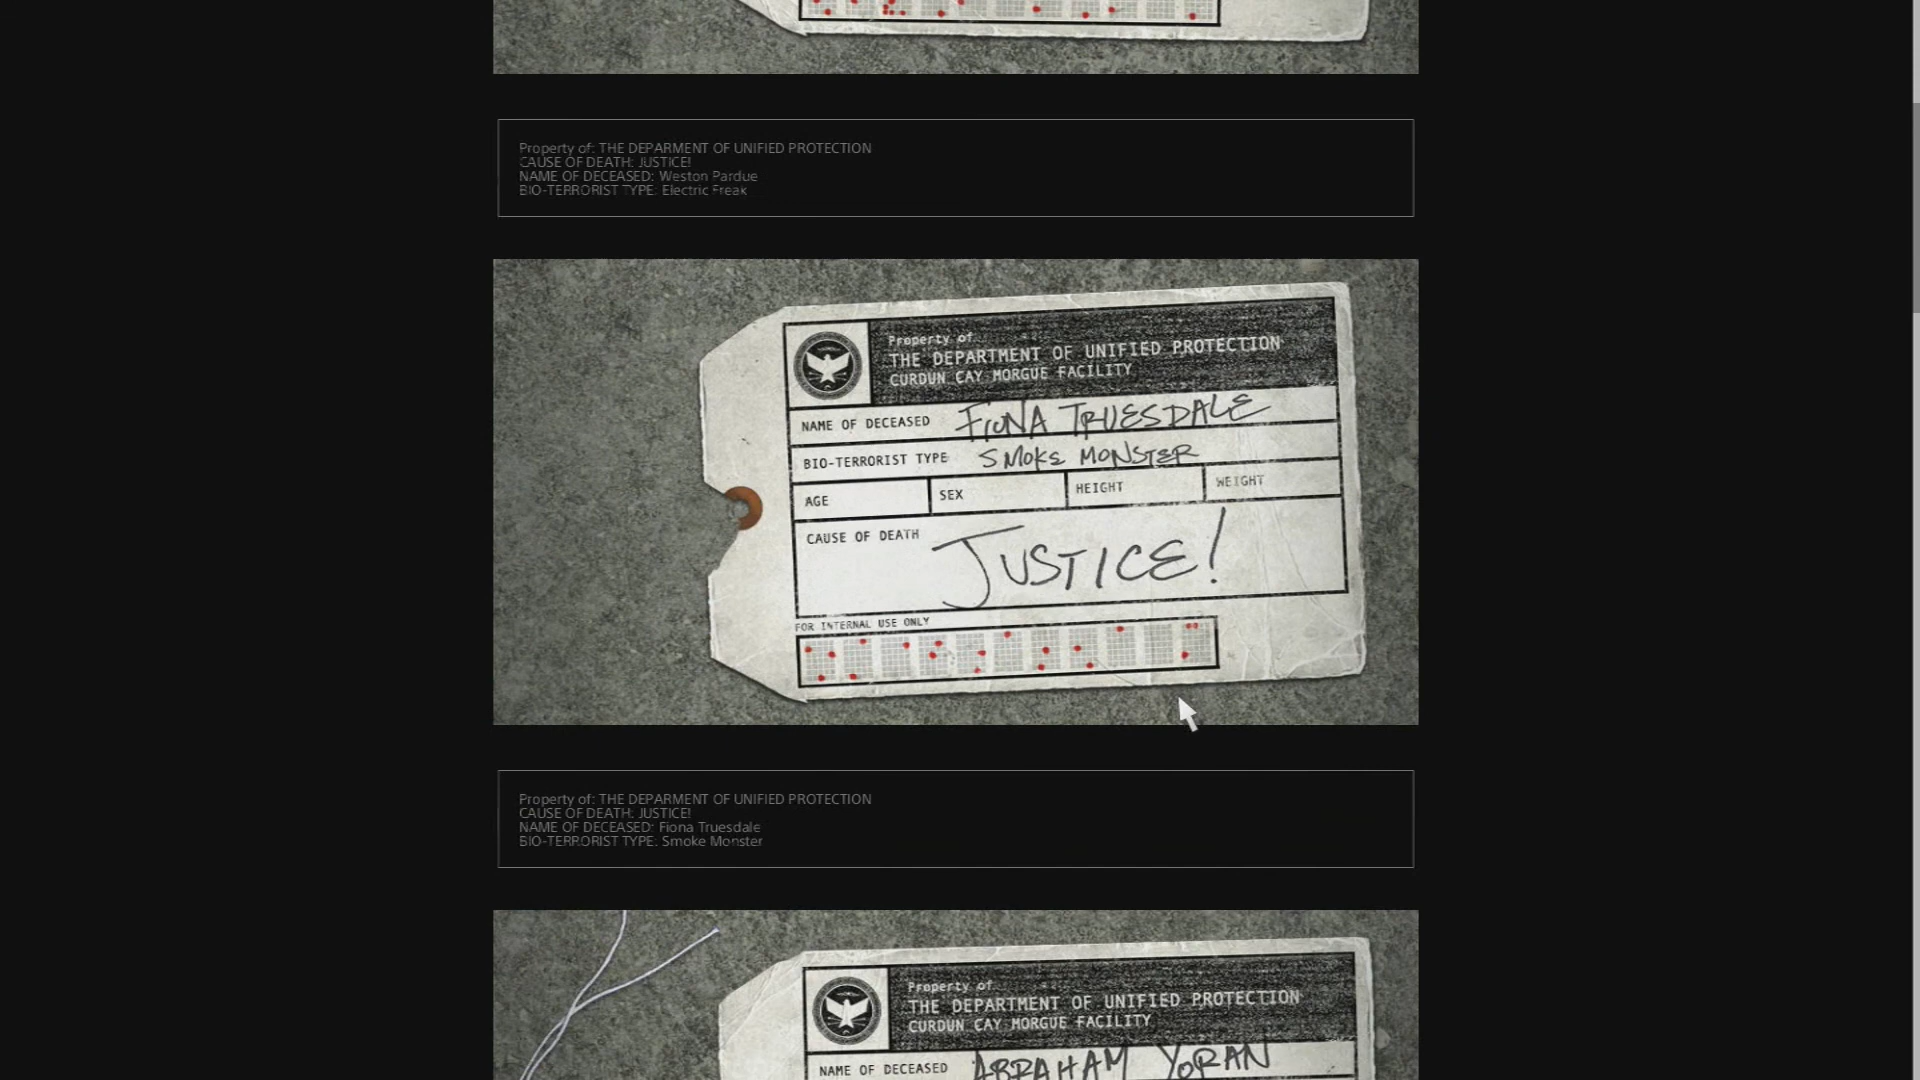 Property of: THE DEPARMENT OF UNIFIED PROTECTION
CAUSE OF DEATH: JUSTICE!
NAME OF DECEASED: Weston Pardue
BIO-TERRORIST TYPE: Electric Freak
Property of
THE DEPARTMENT OF UNIFIED PROTECTION
CURDUN CAY MORGUE FACILITY
NAME OF DECEASED FIONA TRUESDALE
BIO-TERRORIST TYPE SMOKE MONSTER
AGE SEX HEIGHT WEIGHT
CAUSE OF DEATH JUSTICE!
FOR INTERNAL USE ONLY
Property of: THE DEPARMENT OF UNIFIED PROTECTION
CAUSE OF DEATH: JUSTICE!
NAME OF DECEASED: Fiona Truesdale
BIO-TERRORIST TYPE: Smoke Monster
Property of
THE DEPARTMENT OF UNIFIED PROTECTION
CURDUN CAY MORGUE FACILITY
NAME OF DECEASED ABRAHAM YORAN